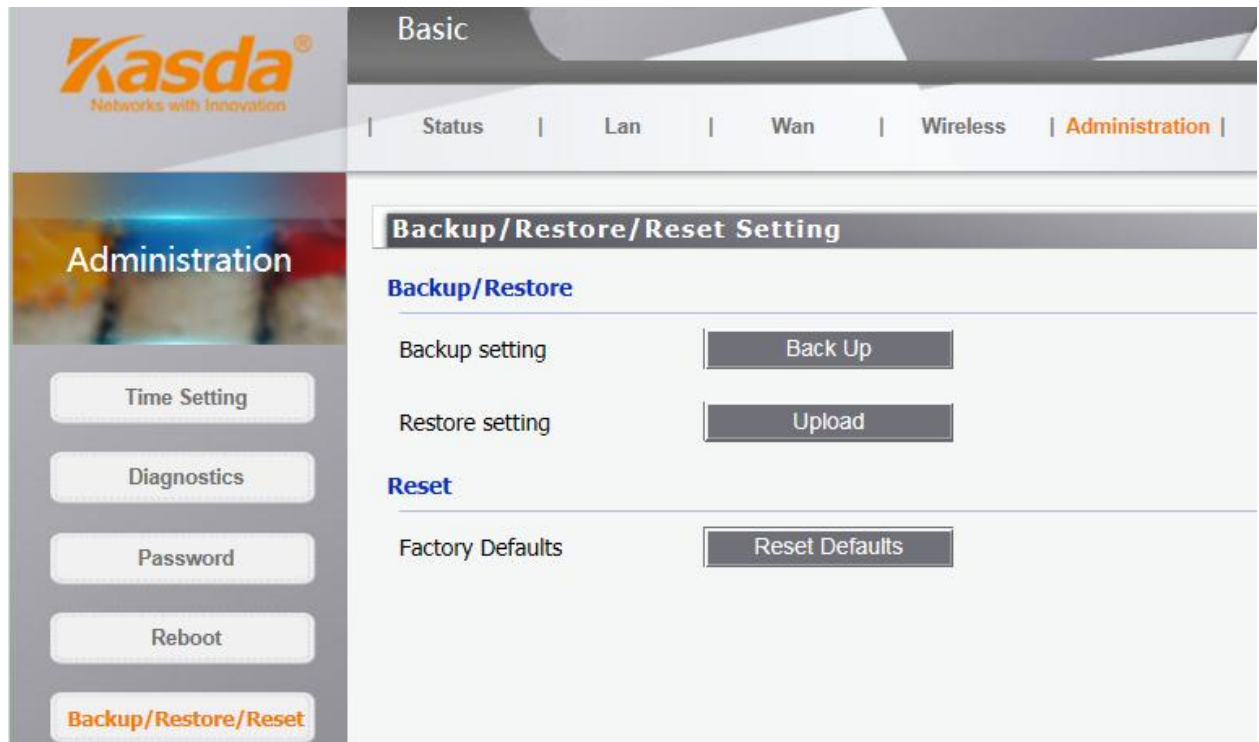 Kasda®
Networks with Innovation
Basic
| Status | Lan | Wan | Wireless | Administration |
Administration
Time Setting
Diagnostics
Password
Reboot
Backup/Restore/Reset
Backup/Restore/Reset Setting
Backup/Restore
Backup setting Back Up
Restore setting Upload
Reset
Factory Defaults Reset Defaults